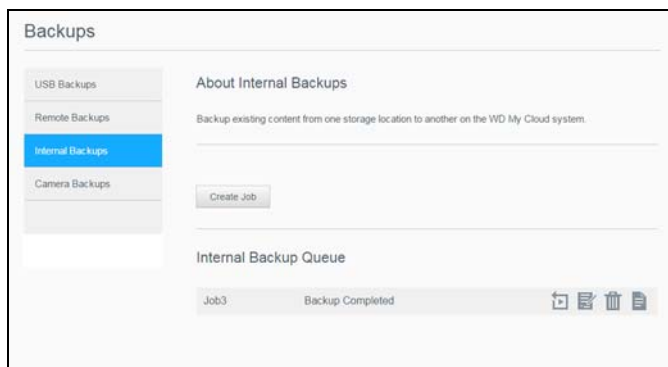 Backups
USB Backups
Remote Backups
Internal Backups
Camera Backups
About Internal Backups
Backup existing content from one storage location to another on the WD My Cloud system.
Create Job
Internal Backup Queue
Job3 Backup Completed